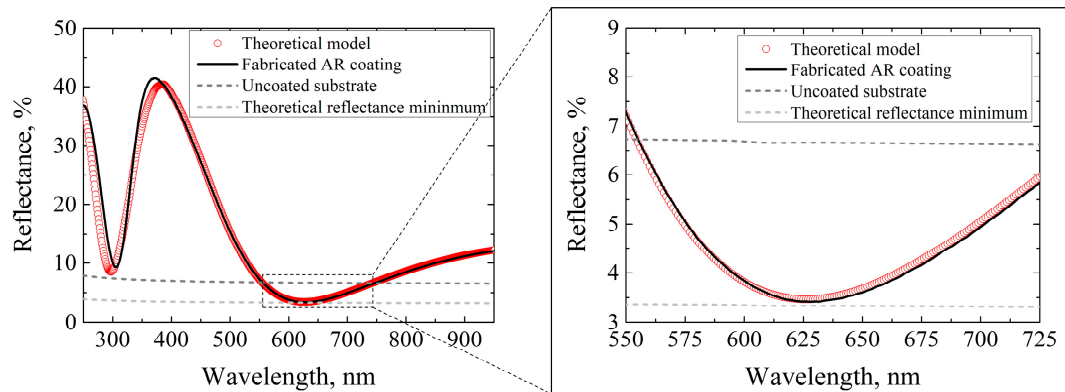 50
40
30
20
10
0
Reflectance, %
300 400 500 600 700 800 900
Wavelength, nm
Theoretical model
Fabricated AR coating
Uncoated substrate
Theoretical reflectance mininmum
9
8
7
6
5
4
3
Reflectance, %
550 575 600 625 650 675 700 725
Wavelength, nm
Theoretical model
Fabricated AR coating
Uncoated substrate
Theoretical reflectance minimum